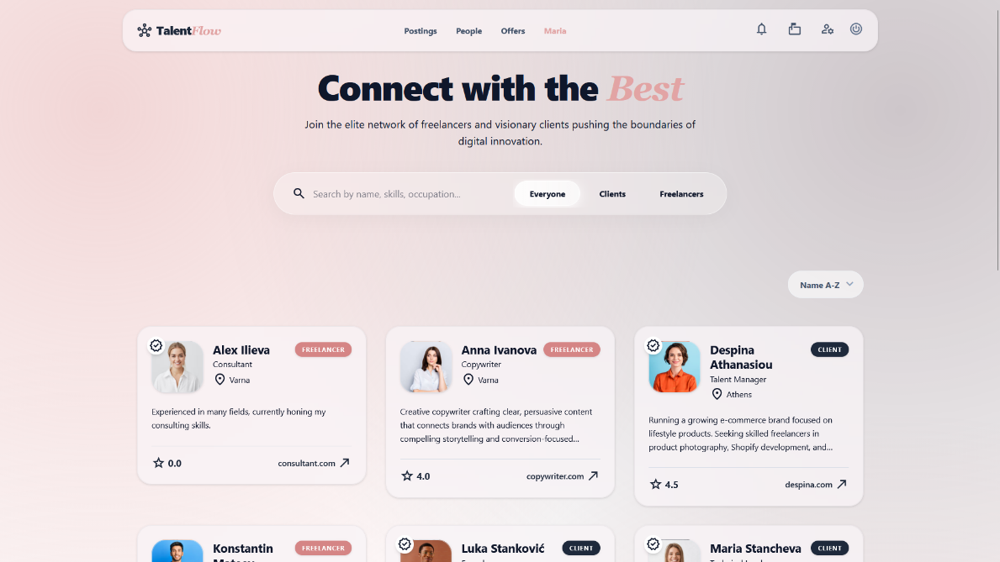 TalentFlow
Postings People Offers Maria
Connect with the Best
Join the elite network of freelancers and visionary clients pushing the boundaries of
digital innovation.
Search by name, skills, occupation... Everyone Clients Freelancers
Name A-Z
Alex Ilieva FREELANCER
Consultant
Varna
Experienced in many fields, currently honing my
consulting skills.
0.0 consultant.com
Anna Ivanova FREELANCER
Copywriter
Varna
Creative copywriter crafting clear, persuasive content
that connects brands with audiences through
compelling storytelling and conversion-focused...
4.0 copywriter.com
Despina CLIENT
Athanasiou
Talent Manager
Athens
Running a growing e-commerce brand focused on
lifestyle products. Seeking skilled freelancers in
product photography, Shopify development, and...
4.5 despina.com
Konstantin FREELANCER
Luka Stanković CLIENT
Maria Stancheva CLIENT